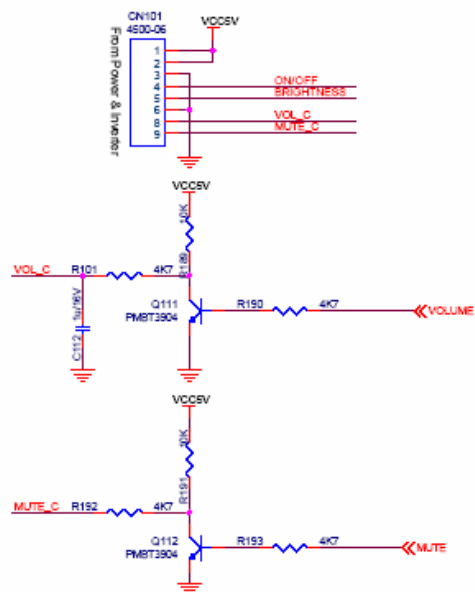 CN101
4500-06
VCC5V
From Power & Inverter
1
2
3
4
5
6
8
9
ON/OFF
BRIGHTNESS
VOL_C
MUTE_C
VCC5V
10K
R189
VOL_C
R101
4K7
1u/16V
C112
Q111
PMBT3904
R190
4K7
VOLUME
VCC5V
10K
R191
MUTE_C
R192
4K7
Q112
PMBT3904
R193
4K7
MUTE